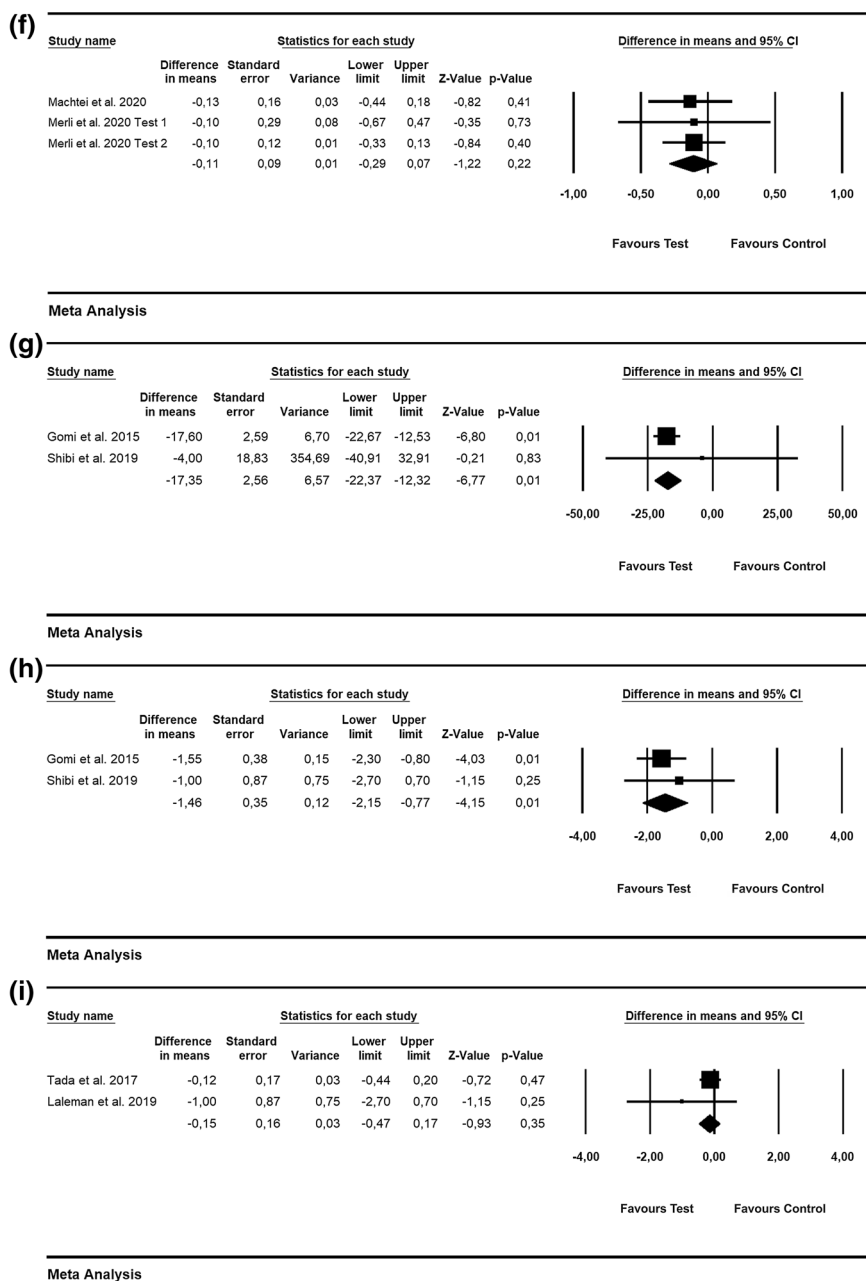 (f)
Study name Statistics for each study Difference in means and 95% CI
Difference Standard Lower Upper
in means error Variance limit limit Z-Value p-Value
Machtei et al. 2020 -0,13 0,16 0,03 -0,44 0,18 -0,82 0,41
Merli et al. 2020 Test 1 -0,10 0,29 0,08 -0,67 0,47 -0,35 0,73
Merli et al. 2020 Test 2 -0,10 0,12 0,01 -0,33 0,13 -0,84 0,40
-0,11 0,09 0,01 -0,29 0,07 -1,22 0,22
-1,00 -0,50 0,00 0,50 1,00
Favours Test Favours Control
Meta Analysis
(g)
Study name Statistics for each study Difference in means and 95% CI
Difference Standard Lower Upper
in means error Variance limit limit Z-Value p-Value
Gomi et al. 2015 -17,60 2,59 6,70 -22,67 -12,53 -6,80 0,01
Shibi et al. 2019 -4,00 18,83 354,69 -40,91 32,91 -0,21 0,83
-17,35 2,56 6,57 -22,37 -12,32 -6,77 0,01
-50,00 -25,00 0,00 25,00 50,00
Favours Test Favours Control
Meta Analysis
(h)
Study name Statistics for each study Difference in means and 95% CI
Difference Standard Lower Upper
in means error Variance limit limit Z-Value p-Value
Gomi et al. 2015 -1,55 0,38 0,15 -2,30 -0,80 -4,03 0,01
Shibi et al. 2019 -1,00 0,87 0,75 -2,70 0,70 -1,15 0,25
-1,46 0,35 0,12 -2,15 -0,77 -4,15 0,01
-4,00 -2,00 0,00 2,00 4,00
Favours Test Favours Control
Meta Analysis
(i)
Study name Statistics for each study Difference in means and 95% CI
Difference Standard Lower Upper
in means error Variance limit limit Z-Value p-Value
Tada et al. 2017 -0,12 0,17 0,03 -0,44 0,20 -0,72 0,47
Laleman et al. 2019 -1,00 0,87 0,75 -2,70 0,70 -1,15 0,25
-0,15 0,16 0,03 -0,47 0,17 -0,93 0,35
-4,00 -2,00 0,00 2,00 4,00
Favours Test Favours Control
Meta Analysis